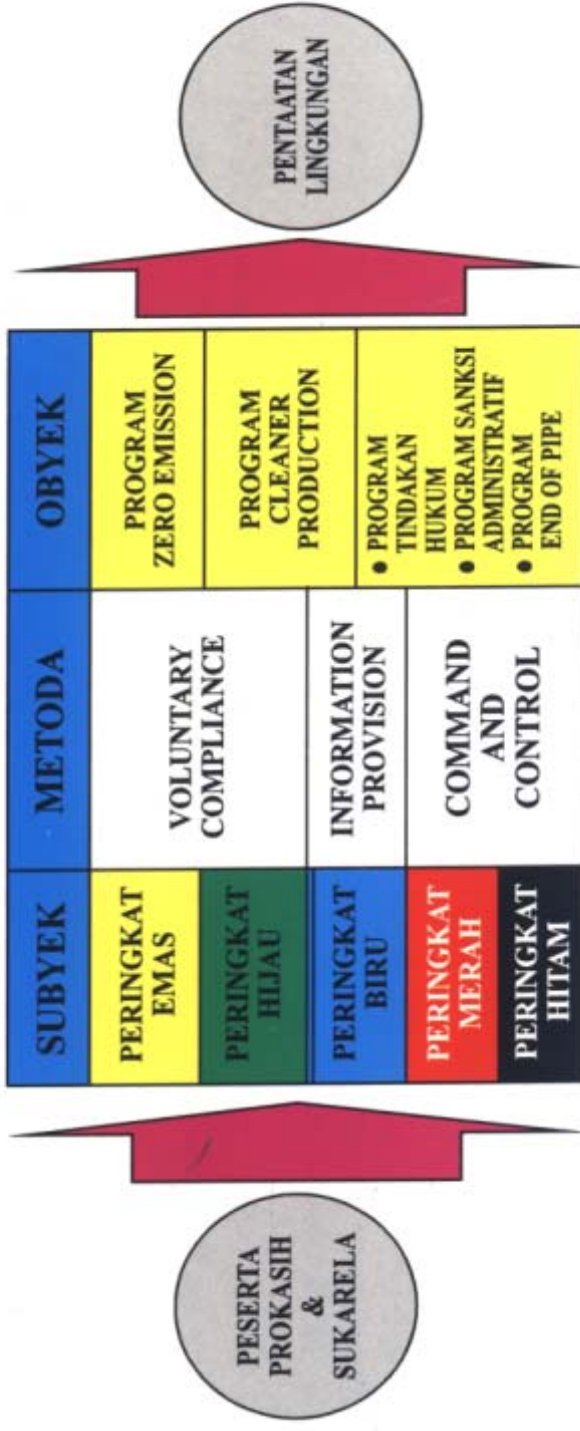 PESERTA
PROKASIH
&
SUKARELA
SUBYEK
METODA
OBYEK
PERINGKAT
EMAS
PERINGKAT
HIJAU
PERINGKAT
BIRU
PERINGKAT
MERAH
PERINGKAT
HITAM
VOLUNTARY
COMPLIANCE
INFORMATION
PROVISION
COMMAND
AND
CONTROL
PROGRAM
ZERO EMISSION
PROGRAM
CLEANER
PRODUCTION
● PROGRAM
TINDAKAN
HUKUM
● PROGRAM SANKSI
ADMINISTRATIF
● PROGRAM
END OF PIPE
PENTAATAN
LINGKUNGAN